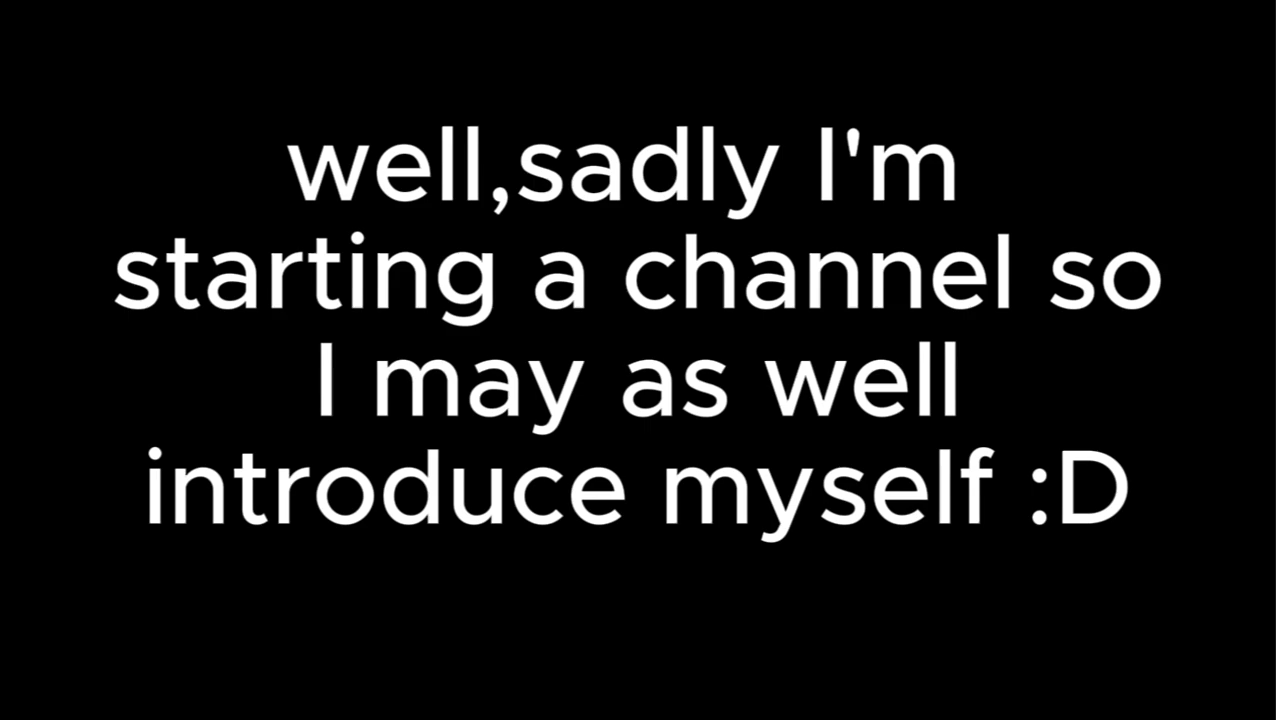 well,sadly I'm
starting a channel so
I may as well
introduce myself :D